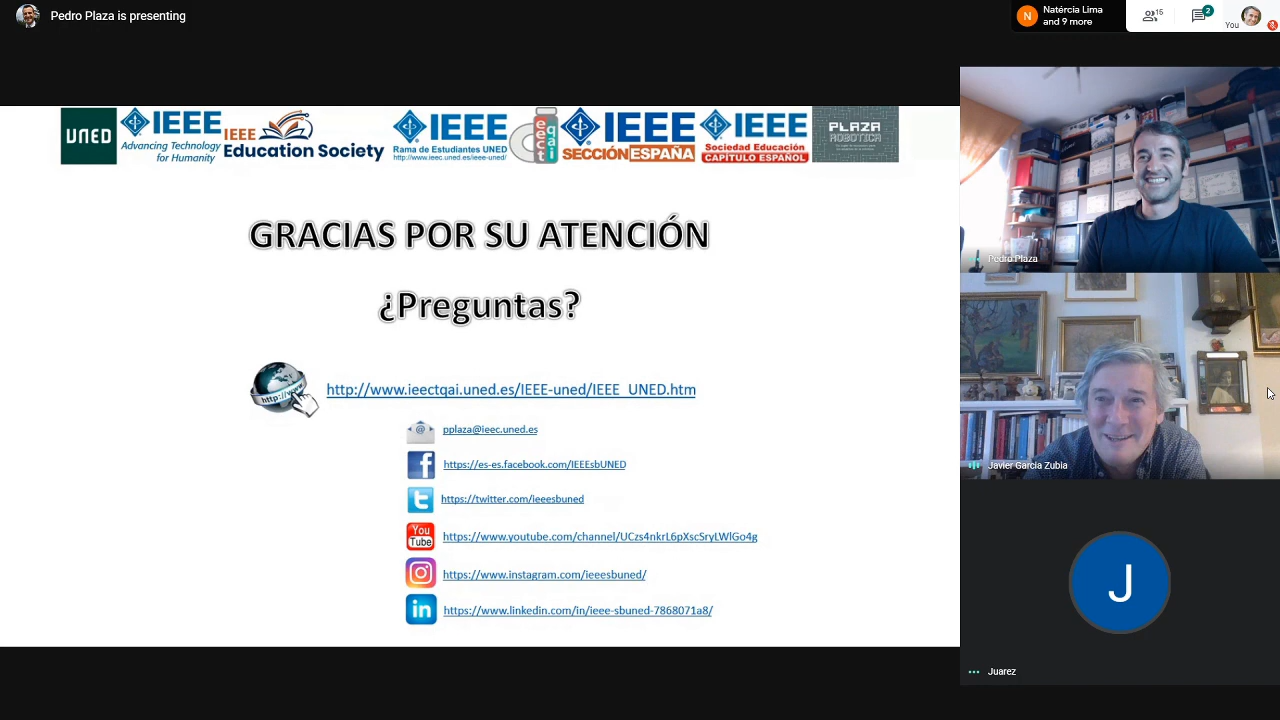 Pedro Plaza is presenting
Natércia Lima
and 9 more
15
2
You
UNED
IEEE
Advancing Technology
for Humanity
IEEE
Education Society
IEEE
Rama de Estudiantes UNED
http://www.ieec.uned.es/ieee-uned/
IEEE
SECCIÓN ESPAÑA
IEEE
Sociedad Educación
CAPÍTULO ESPAÑOL
PLAZA
ROBOTICA
GRACIAS POR SU ATENCIÓN
¿Preguntas?
http://www
http://www.ieectqai.uned.es/IEEE-uned/IEEE_UNED.htm
pplaza@ieec.uned.es
https://es-es.facebook.com/IEEEsbUNED
https://twitter.com/ieeesbuned
You
Tube
https://www.youtube.com/channel/UCzs4nkrL6pXscSryLWlGo4g
https://www.instagram.com/ieeesbuned/
in
https://www.linkedin.com/in/ieee-sbuned-7868071a8/
Pedro Plaza
Javier Garcia Zubia
J
Juarez